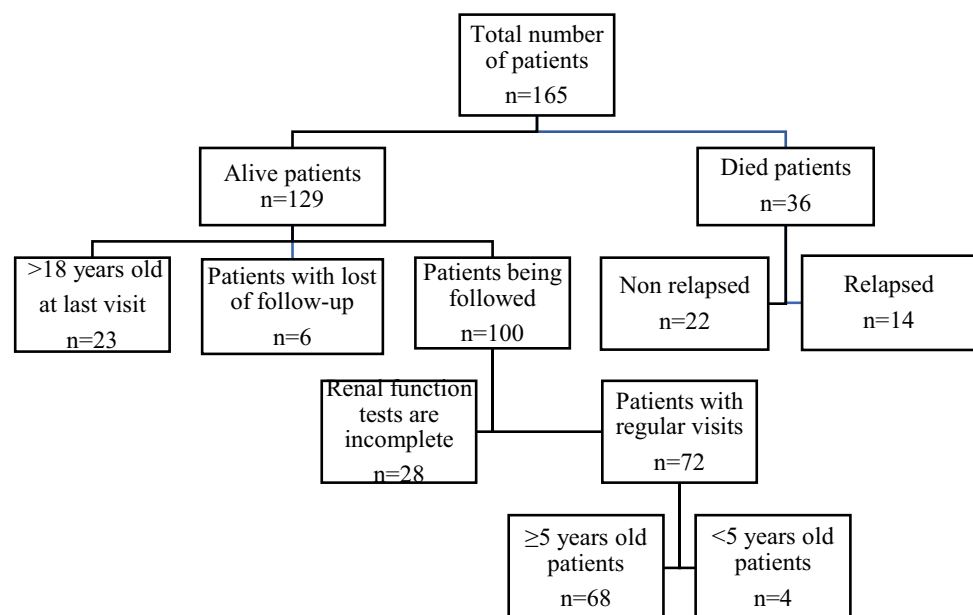 Total number
of patients
n=165
Alive patients
n=129
Died patients
n=36
>18 years old
at last visit
n=23
Patients with lost
of follow-up
n=6
Patients being
followed
n=100
Non relapsed
n=22
Relapsed
n=14
Renal function
tests are
incomplete
n=28
Patients with
regular visits
n=72
≥5 years old
patients
n=68
<5 years old
patients
n=4